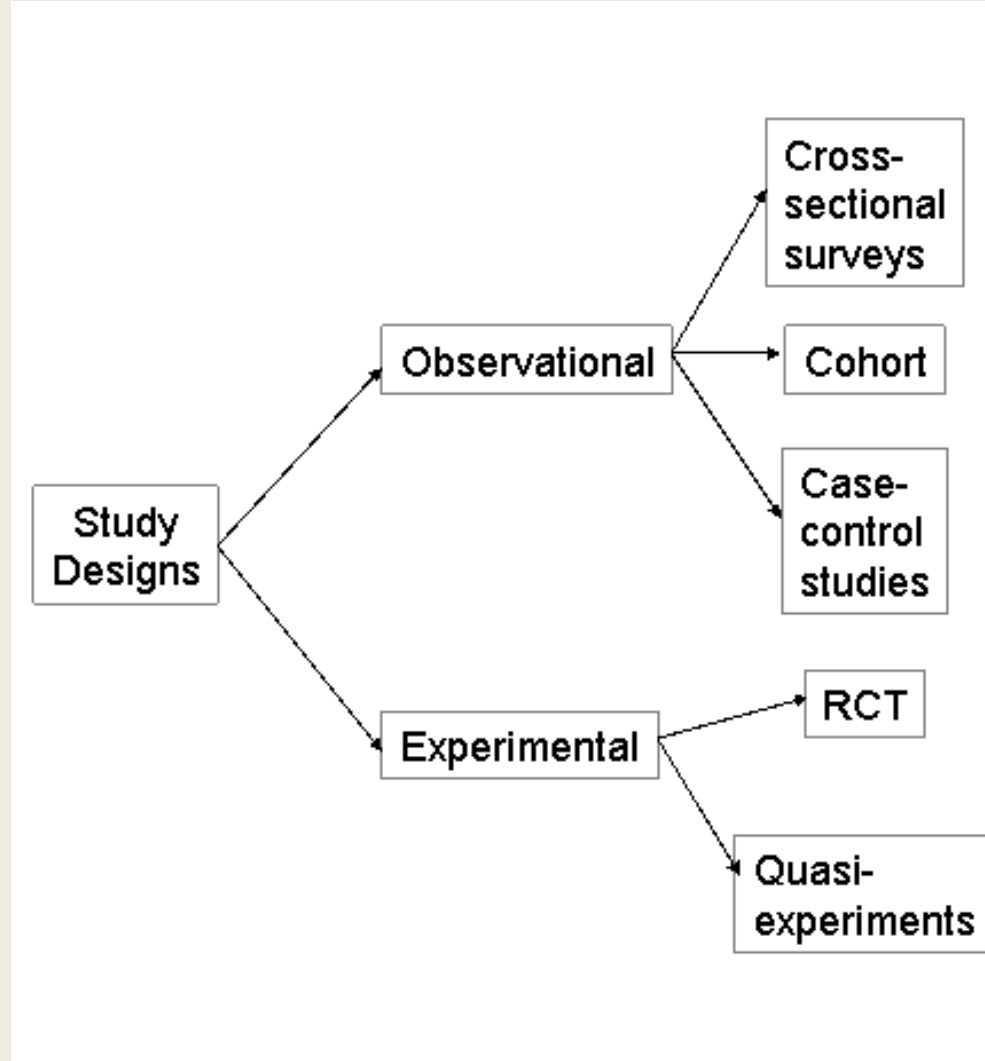 Study
Designs
Observational
Cross-
sectional
surveys
Cohort
Case-
control
studies
Experimental
RCT
Quasi-
experiments